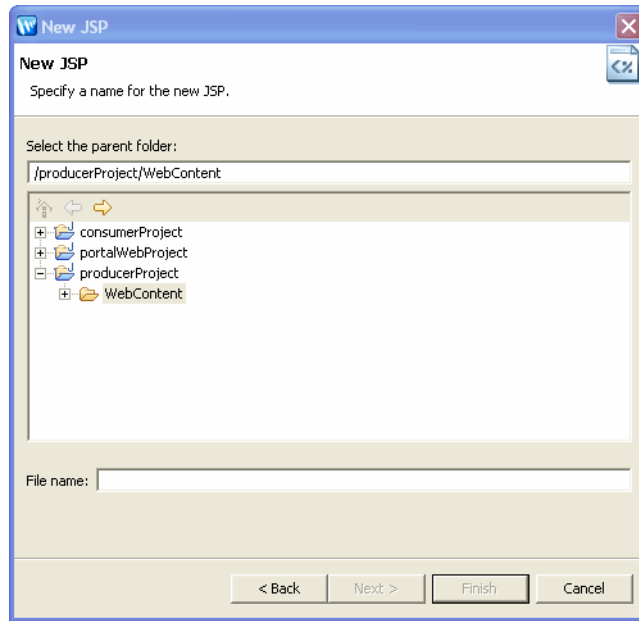 New JSP
New JSP
Specify a name for the new JSP.
Select the parent folder:
/producerProject/WebContent
consumerProject
portalWebProject
producerProject
WebContent
File name:
< Back Next > Finish Cancel